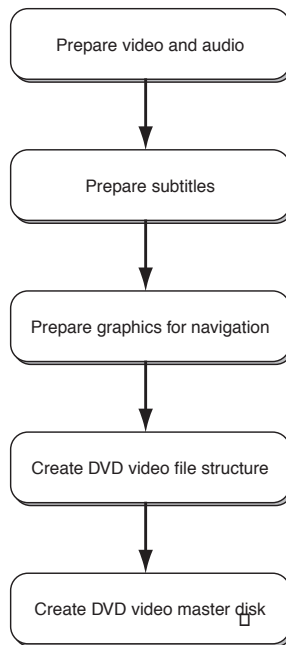 Prepare video and audio
Prepare subtitles
Prepare graphics for navigation
Create DVD video file structure
Create DVD video master disk